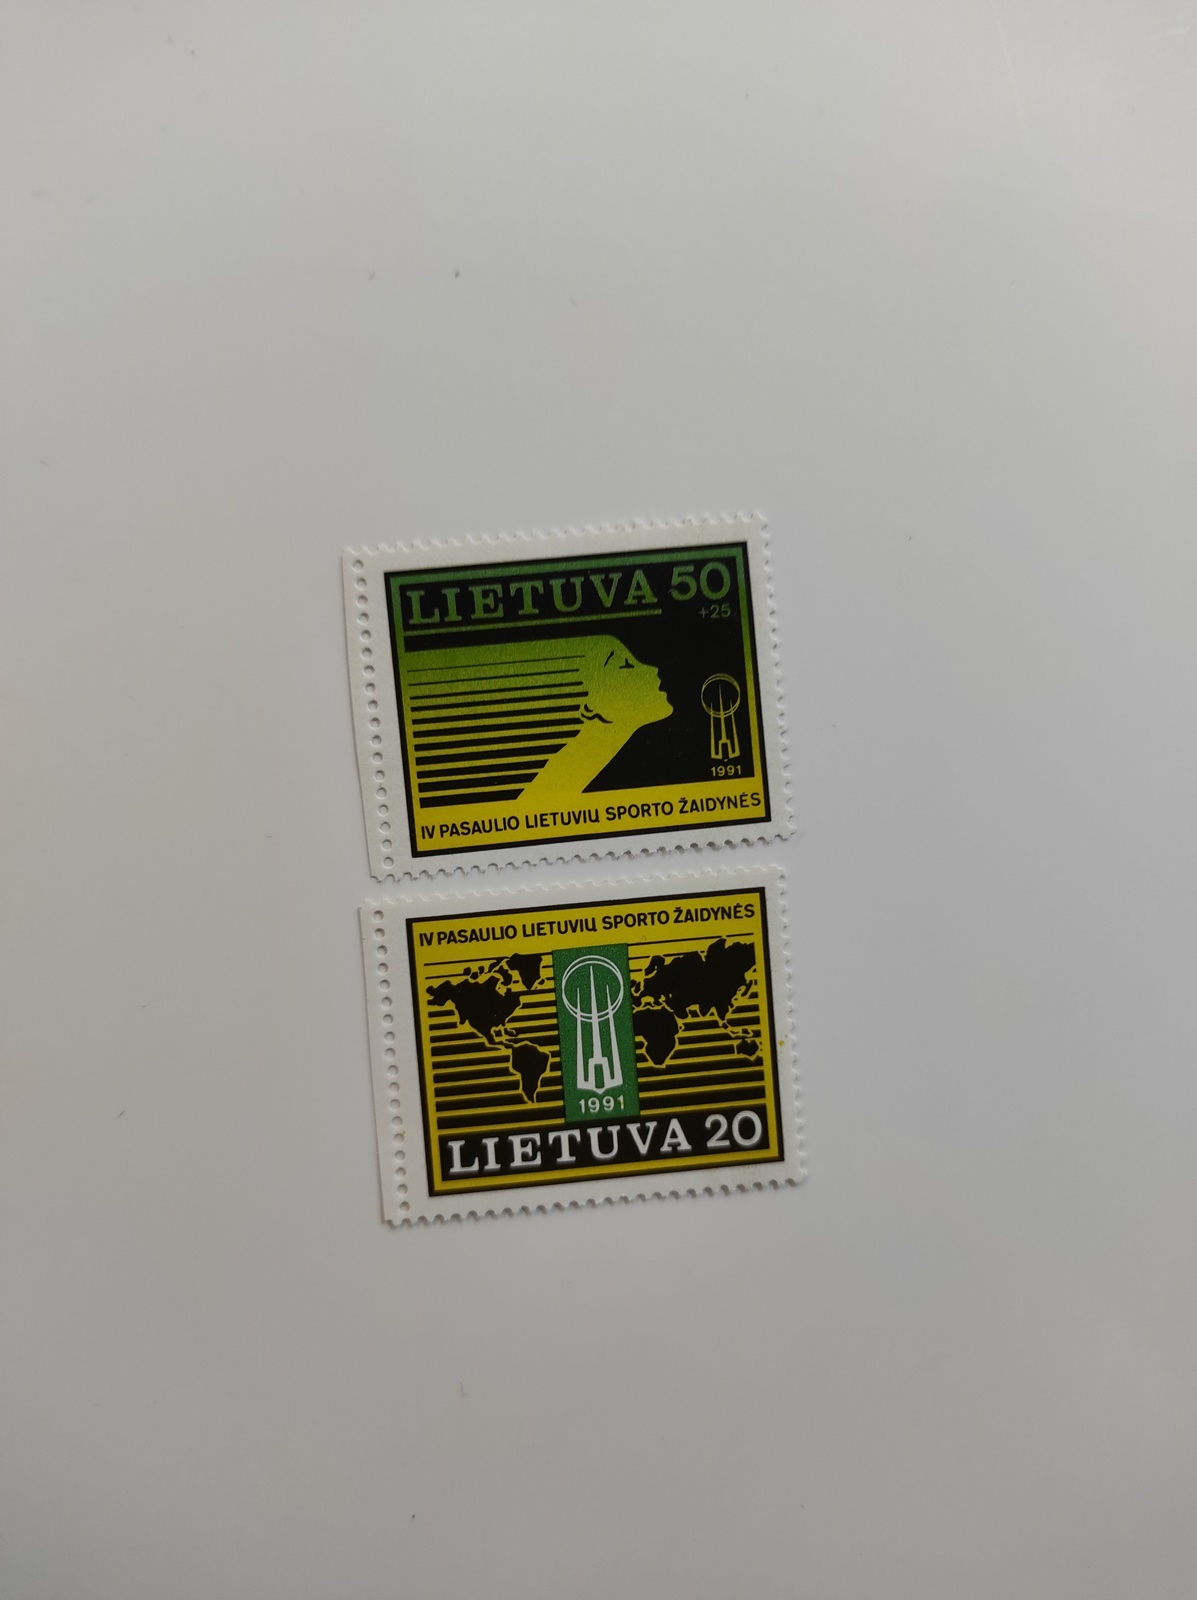 LIETUVA 50
+25
1991
IV PASAULIO LIETUVIŲ SPORTO ŽAIDYNĖS
IV PASAULIO LIETUVIŲ SPORTO ŽAIDYNĖS
1991
LIETUVA 20